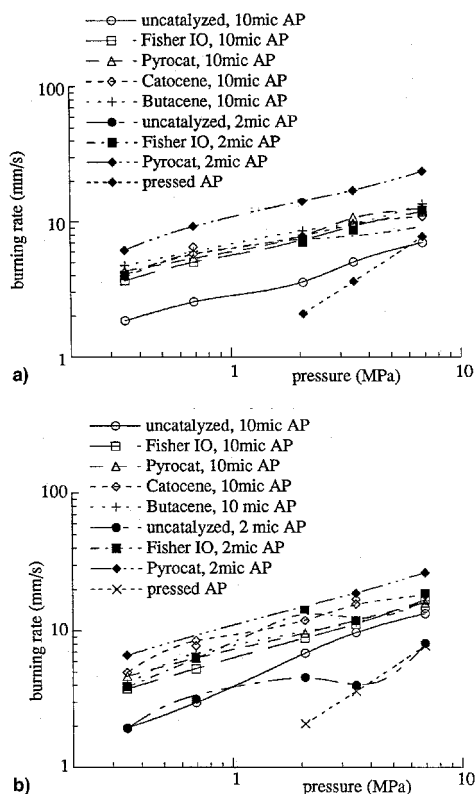 uncatalyzed, 10mic AP
Fisher IO, 10mic AP
Pyrocat, 10mic AP
Catocene, 10mic AP
Butacene, 10mic AP
uncatalyzed, 2mic AP
Fisher IO, 2mic AP
Pyrocat, 2mic AP
pressed AP
100
10
1
burning rate (mm/s)
1
10
pressure (MPa)
a)
uncatalyzed, 10mic AP
Fisher IO, 10mic AP
Pyrocat, 10mic AP
Catocene, 10mic AP
Butacene, 10 mic AP
uncatalyzed, 2 mic AP
Fisher IO, 2mic AP
Pyrocat, 2mic AP
pressed AP
100
10
1
burning rate (mm/s)
1
10
pressure (MPa)
b)